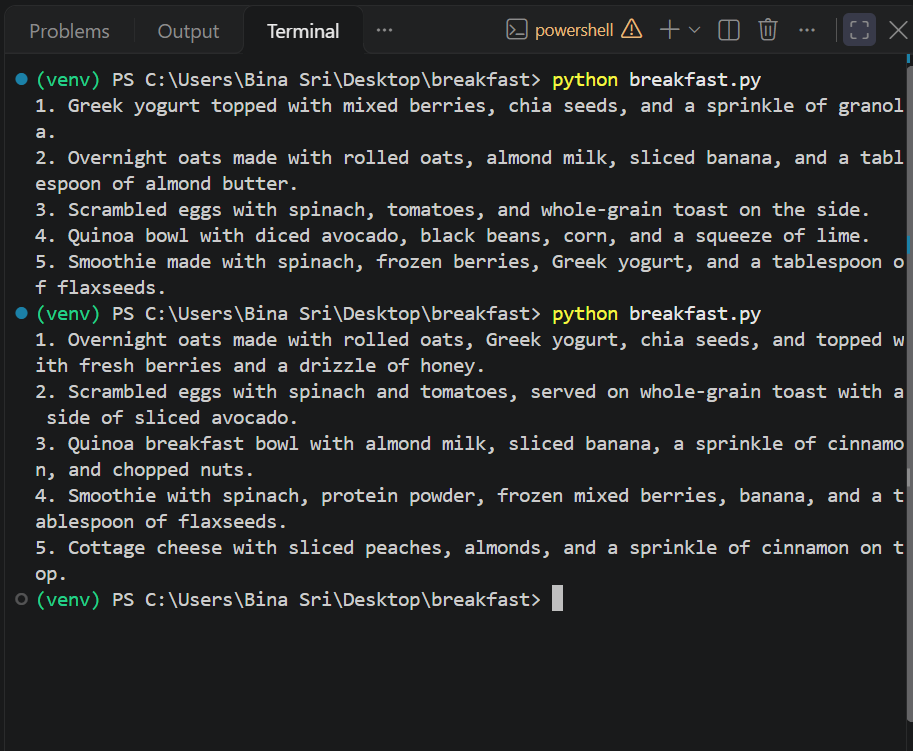 Problems Output Terminal ... powershell
(venv) PS C:\Users\Bina Sri\Desktop\breakfast> python breakfast.py
1. Greek yogurt topped with mixed berries, chia seeds, and a sprinkle of granol
a.
2. Overnight oats made with rolled oats, almond milk, sliced banana, and a tabl
espoon of almond butter.
3. Scrambled eggs with spinach, tomatoes, and whole-grain toast on the side.
4. Quinoa bowl with diced avocado, black beans, corn, and a squeeze of lime.
5. Smoothie made with spinach, frozen berries, Greek yogurt, and a tablespoon o
f flaxseeds.
(venv) PS C:\Users\Bina Sri\Desktop\breakfast> python breakfast.py
1. Overnight oats made with rolled oats, Greek yogurt, chia seeds, and topped w
ith fresh berries and a drizzle of honey.
2. Scrambled eggs with spinach and tomatoes, served on whole-grain toast with a
 side of sliced avocado.
3. Quinoa breakfast bowl with almond milk, sliced banana, a sprinkle of cinnamo
n, and chopped nuts.
4. Smoothie with spinach, protein powder, frozen mixed berries, banana, and a t
ablespoon of flaxseeds.
5. Cottage cheese with sliced peaches, almonds, and a sprinkle of cinnamon on t
op.
(venv) PS C:\Users\Bina Sri\Desktop\breakfast>